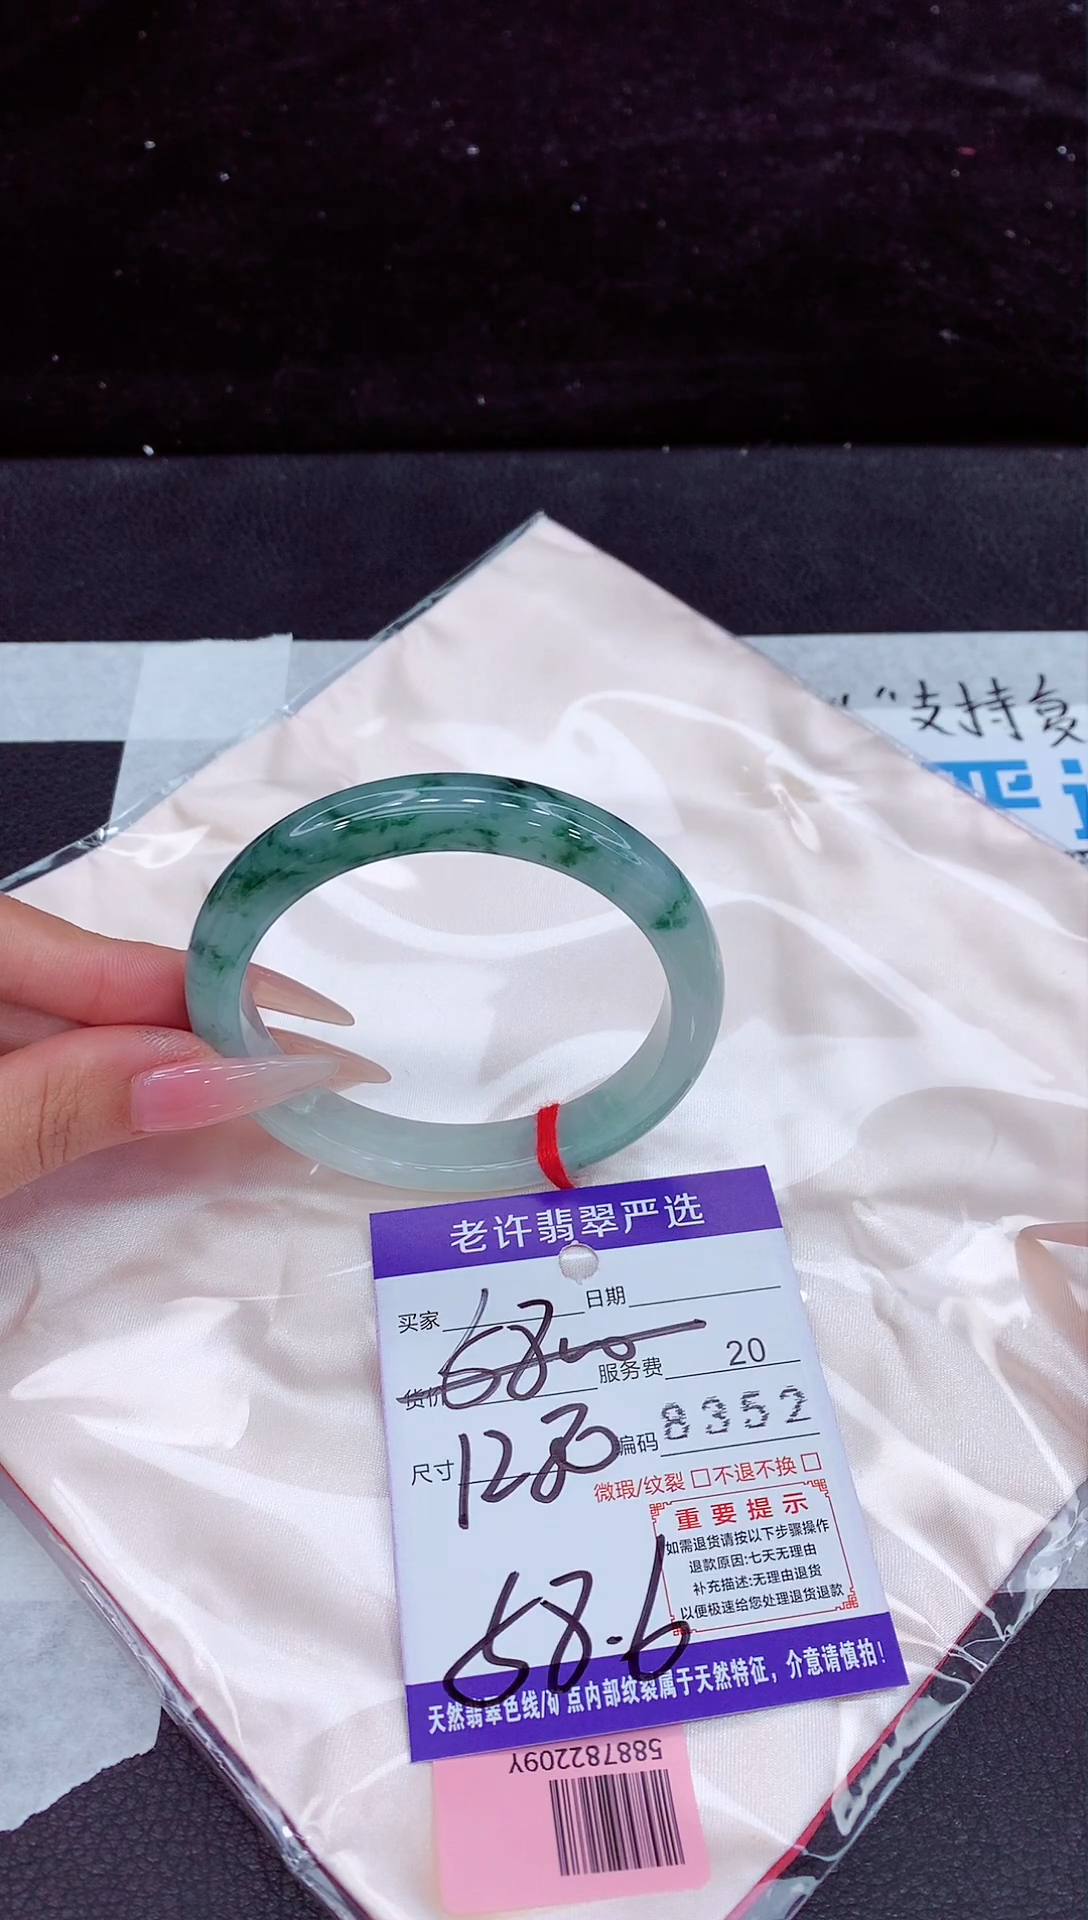 "支持复
严选
老许翡翠严选
买家 日期
货价 6800 服务费 20
尺寸 1280 编码 8352
微瑕/纹裂 □不退不换 □
重要提示
如需退货请按以下步骤操作
退款原因:七天无理由
补充描述:无理由退货
以便极速给您处理退货退款
58.6
天然翡翠色线/矿点内部纹裂属于天然特征，介意请慎拍!
588782209Y